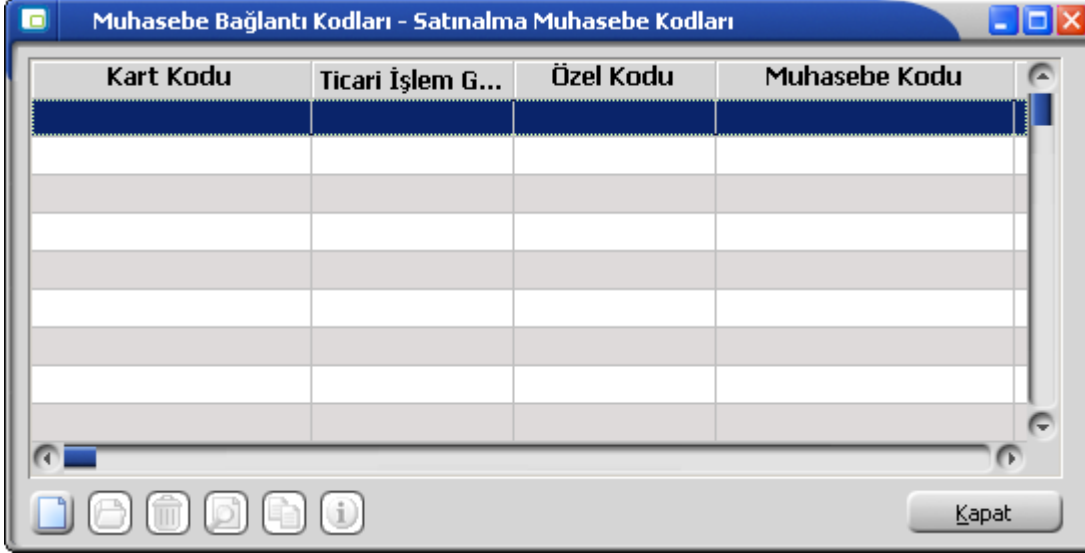 Muhasebe Bağlantı Kodları - Satınalma Muhasebe Kodları
Kart Kodu Ticari İşlem G... Özel Kodu Muhasebe Kodu
Kapat